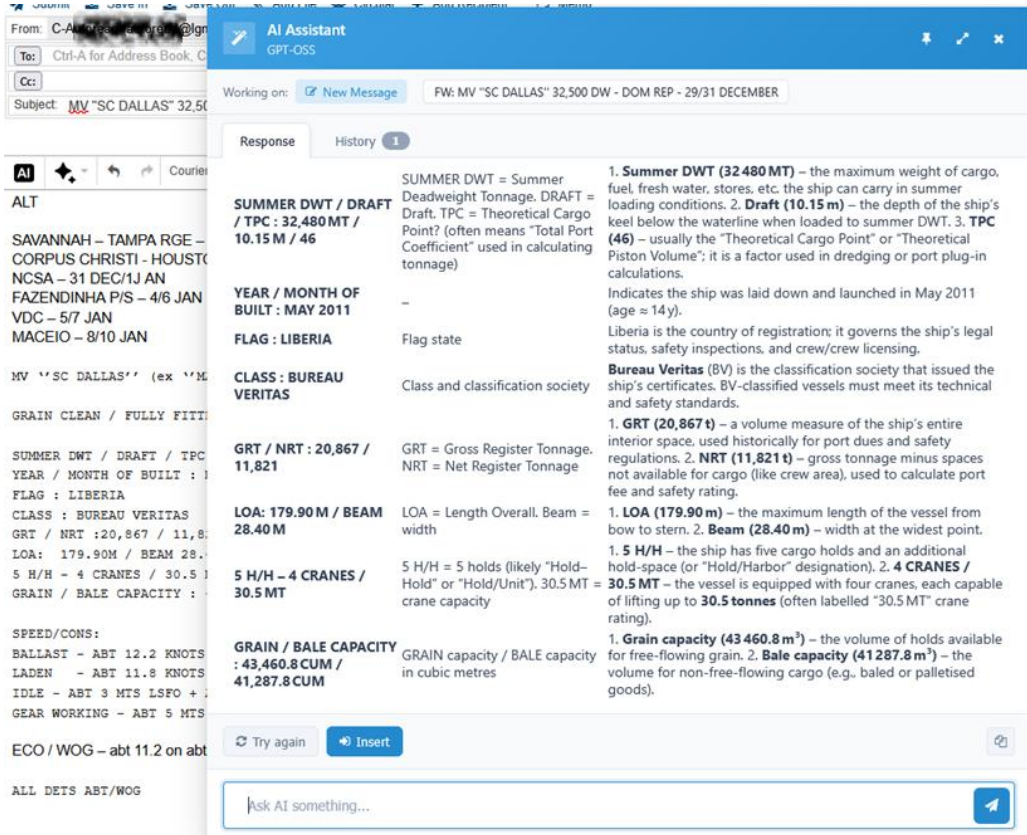 Submit
Save In
Save Out
From: C-A
@lgn
To: Ctrl-A for Address Book, C
Cc:
Subject: MV "SC DALLAS" 32,50
AI
Courier
ALT
SAVANNAH – TAMPA RGE –
CORPUS CHRISTI - HOUSTO
NCSA – 31 DEC/1J AN
FAZENDINHA P/S – 4/6 JAN
VDC – 5/7 JAN
MACEIO – 8/10 JAN
MV ''SC DALLAS'' (ex ''M
GRAIN CLEAN / FULLY FITT
SUMMER DWT / DRAFT / TPC
YEAR / MONTH OF BUILT :
FLAG : LIBERIA
CLASS : BUREAU VERITAS
GRT / NRT :20,867 / 11,8
LOA: 179.90M / BEAM 28.
5 H/H - 4 CRANES / 30.5
GRAIN / BALE CAPACITY :
SPEED/CONS:
BALLAST - ABT 12.2 KNOTS
LADEN - ABT 11.8 KNOTS
IDLE - ABT 3 MTS LSFO +
GEAR WORKING - ABT 5 MTS
ECO / WOG – abt 11.2 on abt
ALL DETS ABT/WOG
AI Assistant
GPT-OSS
Working on: New Message FW: MV "SC DALLAS" 32,500 DW - DOM REP - 29/31 DECEMBER
Response History 1
SUMMER DWT / DRAFT
/ TPC : 32,480 MT /
10.15 M / 46
SUMMER DWT = Summer
Deadweight Tonnage. DRAFT =
Draft. TPC = Theoretical Cargo
Point? (often means "Total Port
Coefficient" used in calculating
tonnage)
1. Summer DWT (32 480 MT) – the maximum weight of cargo,
fuel, fresh water, stores, etc. the ship can carry in summer
loading conditions. 2. Draft (10.15 m) – the depth of the ship's
keel below the waterline when loaded to summer DWT. 3. TPC
(46) – usually the "Theoretical Cargo Point" or "Theoretical
Piston Volume"; it is a factor used in dredging or port plug-in
calculations.
YEAR / MONTH OF
BUILT : MAY 2011
–
Indicates the ship was laid down and launched in May 2011
(age ≈ 14 y).
FLAG : LIBERIA
Flag state
Liberia is the country of registration; it governs the ship's legal
status, safety inspections, and crew/crew licensing.
CLASS : BUREAU
VERITAS
Class and classification society
Bureau Veritas (BV) is the classification society that issued the
ship's certificates. BV-classified vessels must meet its technical
and safety standards.
GRT / NRT : 20,867 /
11,821
GRT = Gross Register Tonnage.
NRT = Net Register Tonnage
1. GRT (20,867 t) – a volume measure of the ship's entire
interior space, used historically for port dues and safety
regulations. 2. NRT (11,821 t) – gross tonnage minus spaces
not available for cargo (like crew area), used to calculate port
fee and safety rating.
LOA: 179.90 M / BEAM
28.40 M
LOA = Length Overall. Beam =
width
1. LOA (179.90 m) – the maximum length of the vessel from
bow to stern. 2. Beam (28.40 m) – width at the widest point.
5 H/H – 4 CRANES /
30.5 MT
5 H/H = 5 holds (likely "Hold–
Hold" or "Hold/Unit"). 30.5 MT =
crane capacity
1. 5 H/H – the ship has five cargo holds and an additional
hold-space (or "Hold/Harbor" designation). 2. 4 CRANES /
30.5 MT – the vessel is equipped with four cranes, each capable
of lifting up to 30.5 tonnes (often labelled "30.5 MT" crane
rating).
GRAIN / BALE CAPACITY
: 43,460.8 CUM /
41,287.8 CUM
GRAIN capacity / BALE capacity
in cubic metres
1. Grain capacity (43 460.8 m³) – the volume of holds available
for free-flowing grain. 2. Bale capacity (41 287.8 m³) – the
volume for non-free-flowing cargo (e.g., baled or palletised
goods).
Try again Insert
Ask AI something...